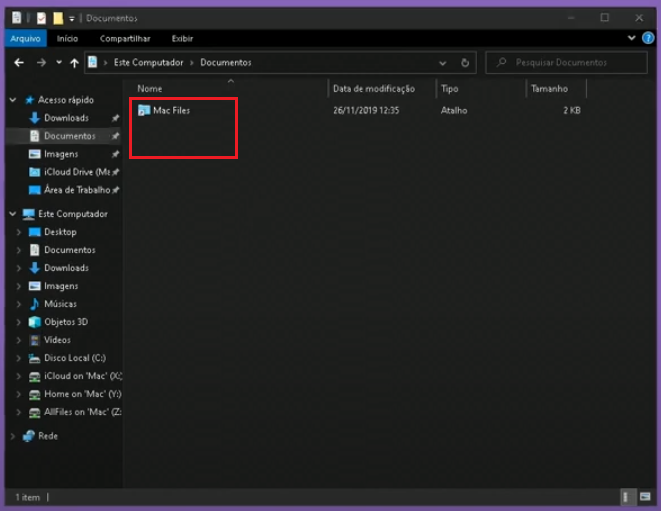 Documentos
Arquivo Início Compartilhar Exibir
Este Computador > Documentos Pesquisar Documentos
Nome Data de modificação Tipo Tamanho
Mac Files 26/11/2019 12:35 Atalho 2 KB
Acesso rápido
Downloads
Documentos
Imagens
iCloud Drive (Ma
Área de Trabalho
Este Computador
Desktop
Documentos
Downloads
Imagens
Músicas
Objetos 3D
Vídeos
Disco Local (C:)
iCloud on 'Mac' (X:
Home on 'Mac' (Y:)
AllFiles on 'Mac' (Z:
Rede
1 item